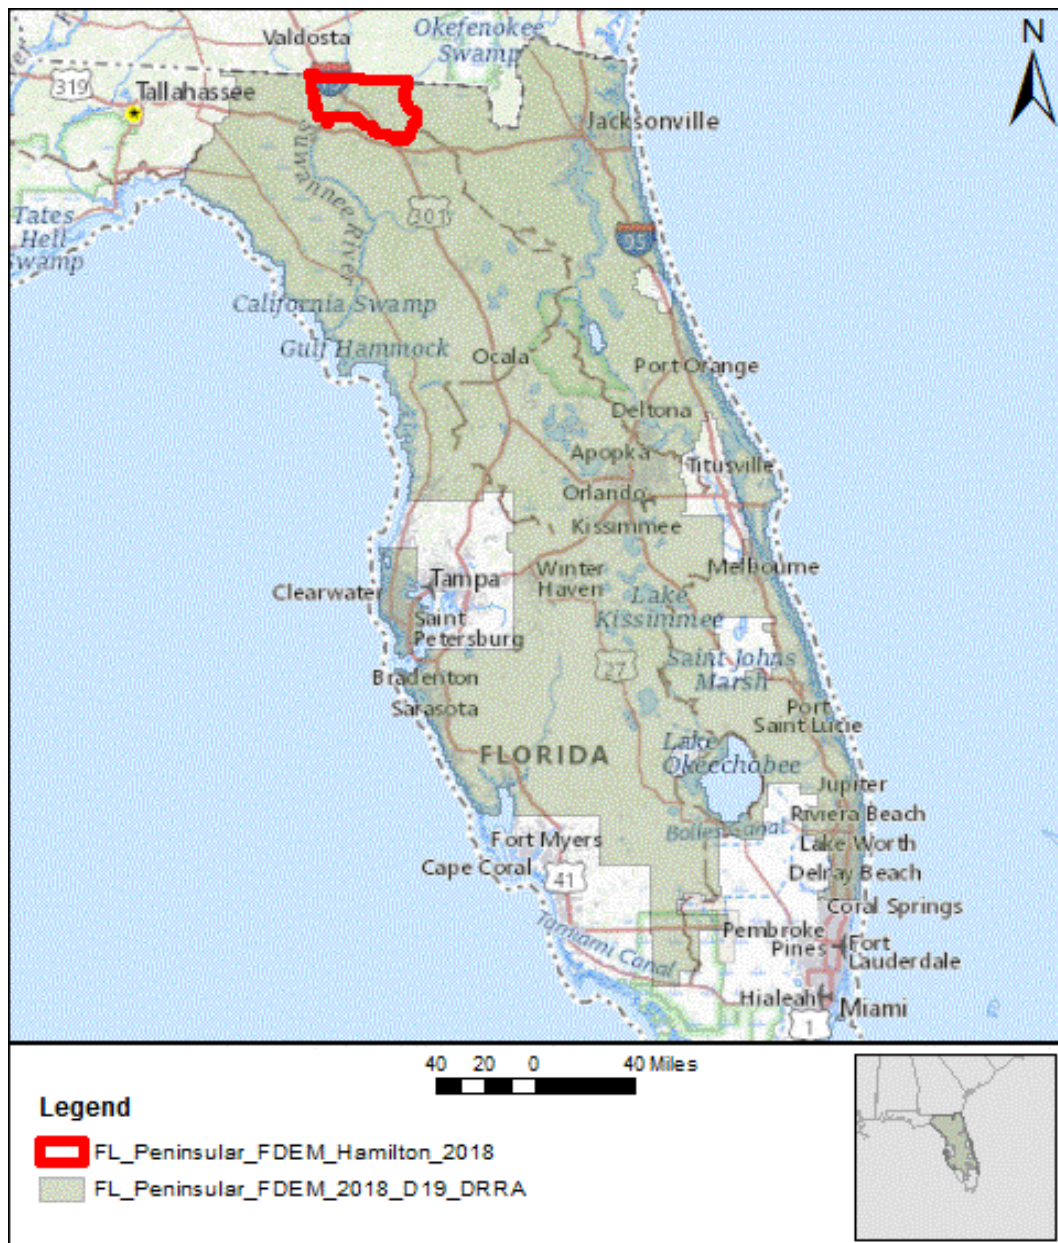 Valdosta
Okefenokee
Swamp
N
319
Tallahassee
Jacksonville
Suwannee River
301
95
Tates
Hell
Swamp
California Swamp
Gulf Hammock
Ocala
Port Orange
Deltona
Apopka
Titusville
Orlando
Kissimmee
Melbourne
Winter
Haven
Tampa
Clearwater
Lake
Kissimmee
Saint
Petersburg
27
Saint Johns
Marsh
Bradenton
Sarasota
Port
Saint Lucie
FLORIDA
Lake
Okeechobee
Jupiter
Riviera Beach
Bolles Canal
Fort Myers
Lake Worth
Cape Coral
41
Delray Beach
Coral Springs
Tamiami Canal
Pembroke
Pines
Fort
Lauderdale
Hialeah
Miami
1
40 20 0 40 Miles
Legend
FL_Peninsular_FDEM_Hamilton_2018
FL_Peninsular_FDEM_2018_D19_DRRA